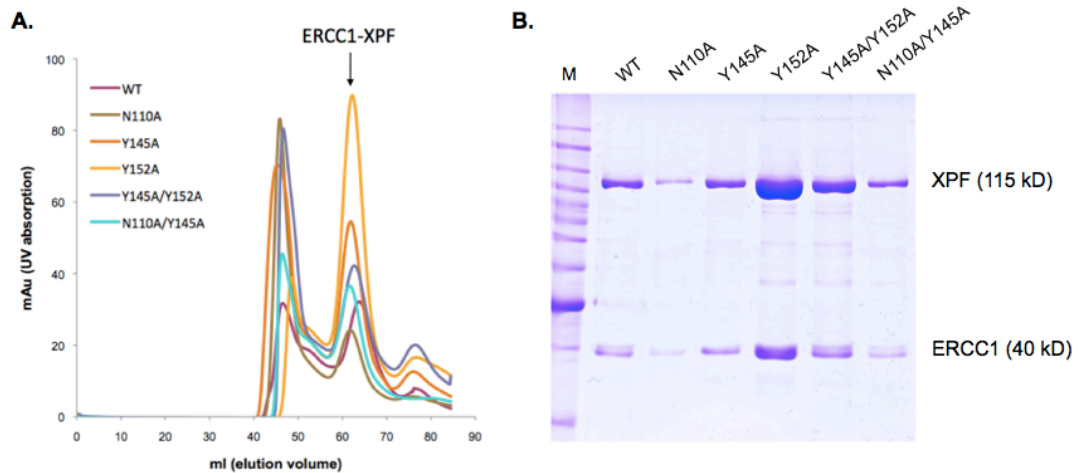 A.
ERCC1-XPF
100
80
60
40
20
0
mAu (UV absorption)
WT
N110A
Y145A
Y152A
Y145A/Y152A
N110A/Y145A
0 10 20 30 40 50 60 70 80 90
ml (elution volume)
B.
M WT N110A Y145A Y152A Y145A/Y152A N110A/Y145A
XPF (115 kD)
ERCC1 (40 kD)